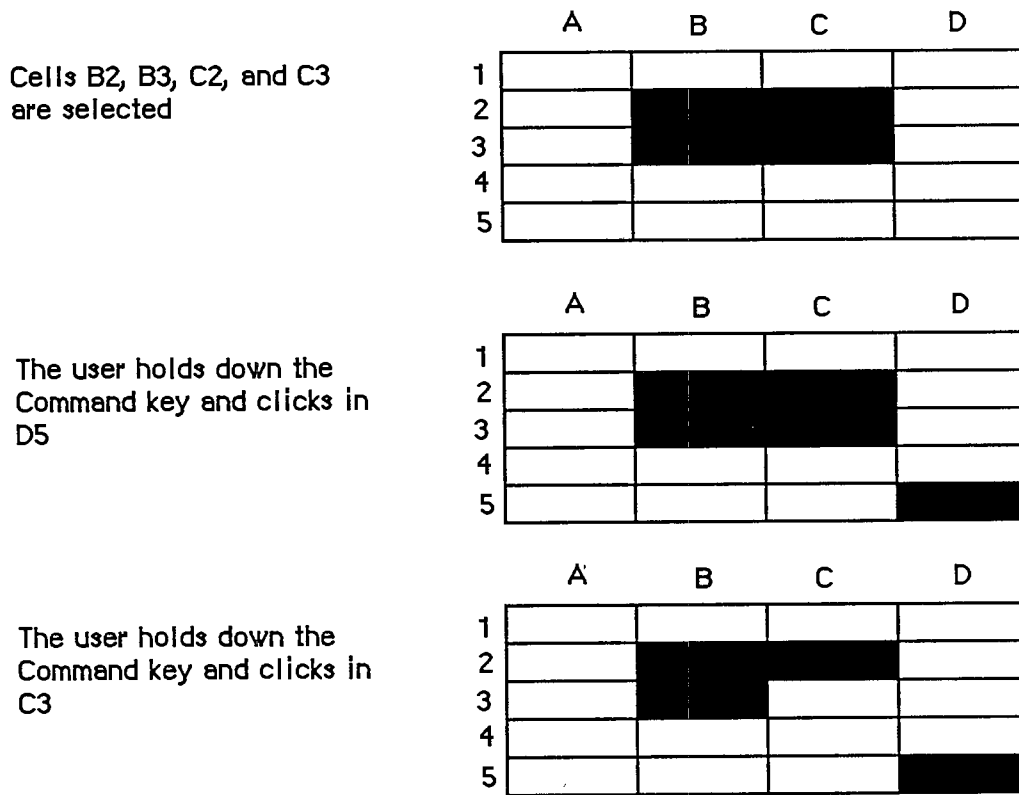 A B C D
Cells B2, B3, C2, and C3
are selected
1
2
3
4
5
A B C D
The user holds down the
Command key and clicks in
D5
1
2
3
4
5
A B C D
The user holds down the
Command key and clicks in
C3
1
2
3
4
5